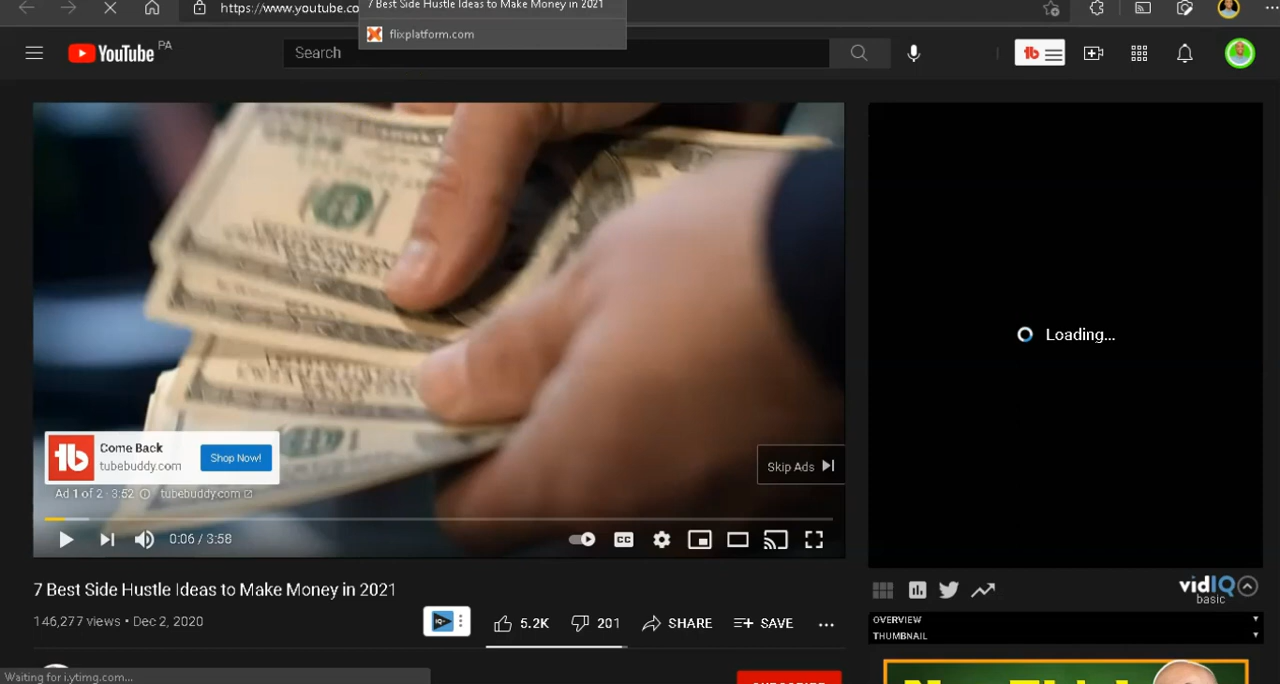 https://www.youtube.co
7 Best Side Hustle Ideas to Make Money in 2021
flixplatform.com
YouTube PA
Search
tb
Loading...
tb
Come Back
tubebuddy.com
Shop Now!
Skip Ads
Ad 1 of 2 · 3:52 tubebuddy.com
0:06 / 3:58
CC
7 Best Side Hustle Ideas to Make Money in 2021
146,277 views • Dec 2, 2020
5.2K
201
SHARE
SAVE
vidIQ
basic
OVERVIEW
THUMBNAIL
Waiting for i.ytimg.com...